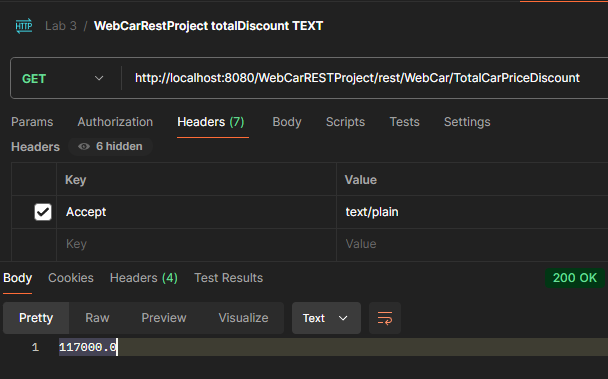 HTTP Lab 3 / WebCarRestProject totalDiscount TEXT
GET http://localhost:8080/WebCarRESTProject/rest/WebCar/TotalCarPriceDiscount
Params Authorization Headers (7) Body Scripts Tests Settings
Headers 6 hidden
Key Value
Accept text/plain
Key Value
Body Cookies Headers (4) Test Results 200 OK
Pretty Raw Preview Visualize Text
1 117000.0